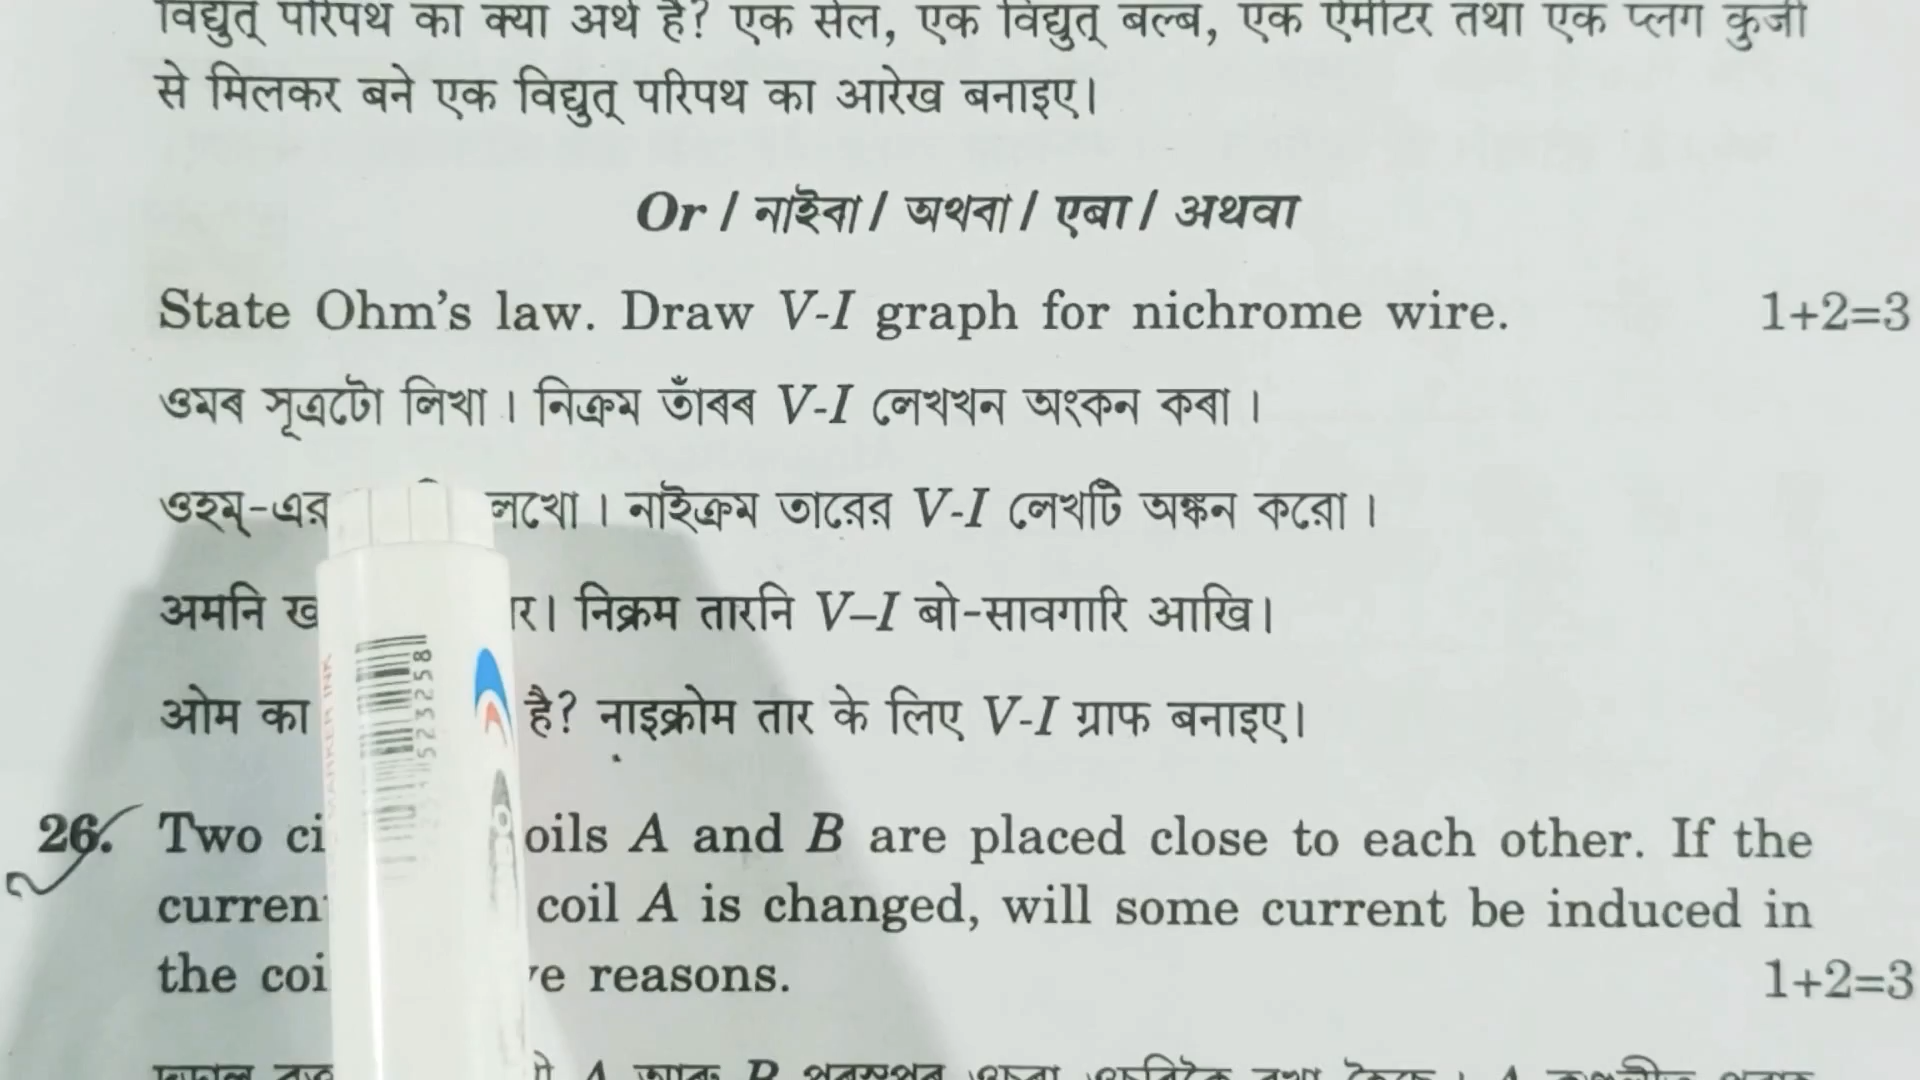 विद्युत् परिपथ का क्या अर्थ है? एक सेल, एक विद्युत् बल्ब, एक ऐमीटर तथा एक प्लग कुंजी
से मिलकर बने एक विद्युत् परिपथ का आरेख बनाइए।
Or / নাইবা / অথবা / एबा / अथवा
State Ohm's law. Draw V-I graph for nichrome wire. 1+2=3
ওমৰ সূত্ৰটো লিখা । নিক্ৰম তাঁৰৰ V-I লেখখন অংকন কৰা ।
ওহম্-এর নাইক্রম তারের V-I লেখটি অঙ্কন করো ।
अमनि निक्रम तारनि V–I बो-सावगारि आखि।
ओम का है? नाइक्रोम तार के लिए V-I ग्राफ बनाइए।
26. Two A and B are placed close to each other. If the
coil A is changed, will some current be induced in
the reasons. 1+2=3
MARKER INK
5232581